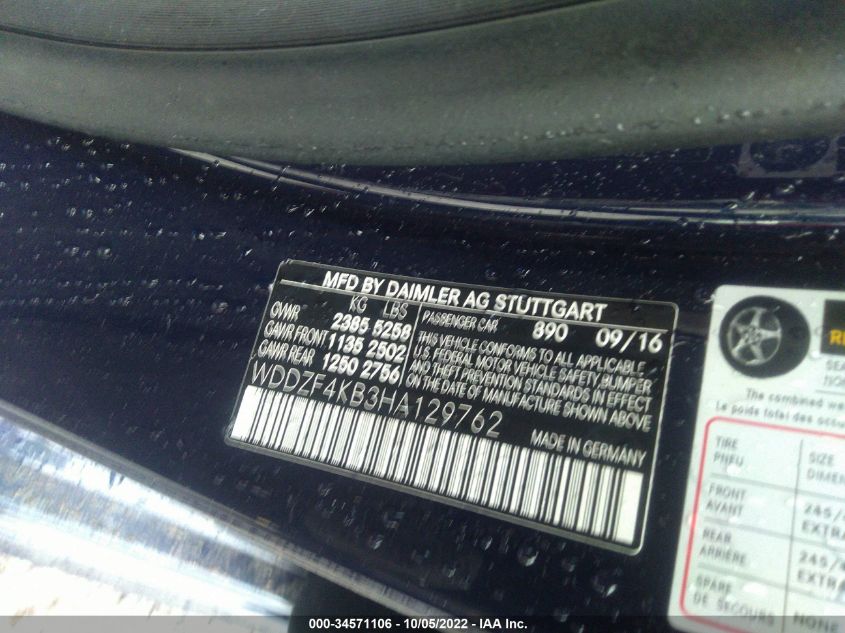 MFD BY DAIMLER AG STUTTGART
KG LBS
GVWR 2385 5258
GAWR FRONT 1135 2502
GAWR REAR 1250 2756
PASSENGER CAR 890 09/16
THIS VEHICLE CONFORMS TO ALL APPLICABLE
U.S. FEDERAL MOTOR VEHICLE SAFETY BUMPER
AND THEFT PREVENTION STANDARDS IN EFFECT
ON THE DATE OF MANUFACTURE SHOWN ABOVE
WDDZF4KB3HA129762
MADE IN GERMANY
The combined
Le poids total des
TIRE SIZE
PNEU
FRONT 245/
AVANT
REAR 245/
ARRIÈRE
SPARE NONE
DE SECOURS
000-34571106 - 10/05/2022 - IAA Inc.